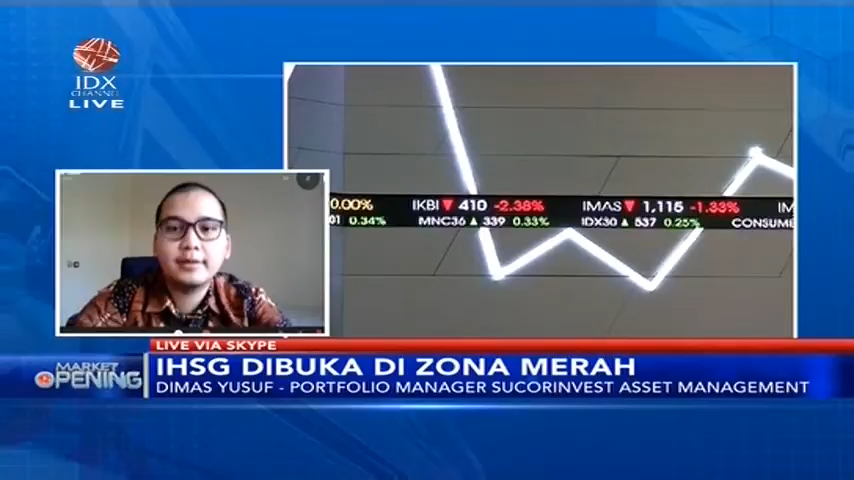 IDX
CHANNEL
LIVE
0.00% IKBI ▼ 410 -2.38% IMAS ▼ 1,115 -1.33% IM
01 0.34% MNC36 ▲ 339 0.33% IDX30 ▲ 537 0.25% CONSUME
LIVE VIA SKYPE
MARKET
OPENING
IHSG DIBUKA DI ZONA MERAH
DIMAS YUSUF - PORTFOLIO MANAGER SUCORINVEST ASSET MANAGEMENT